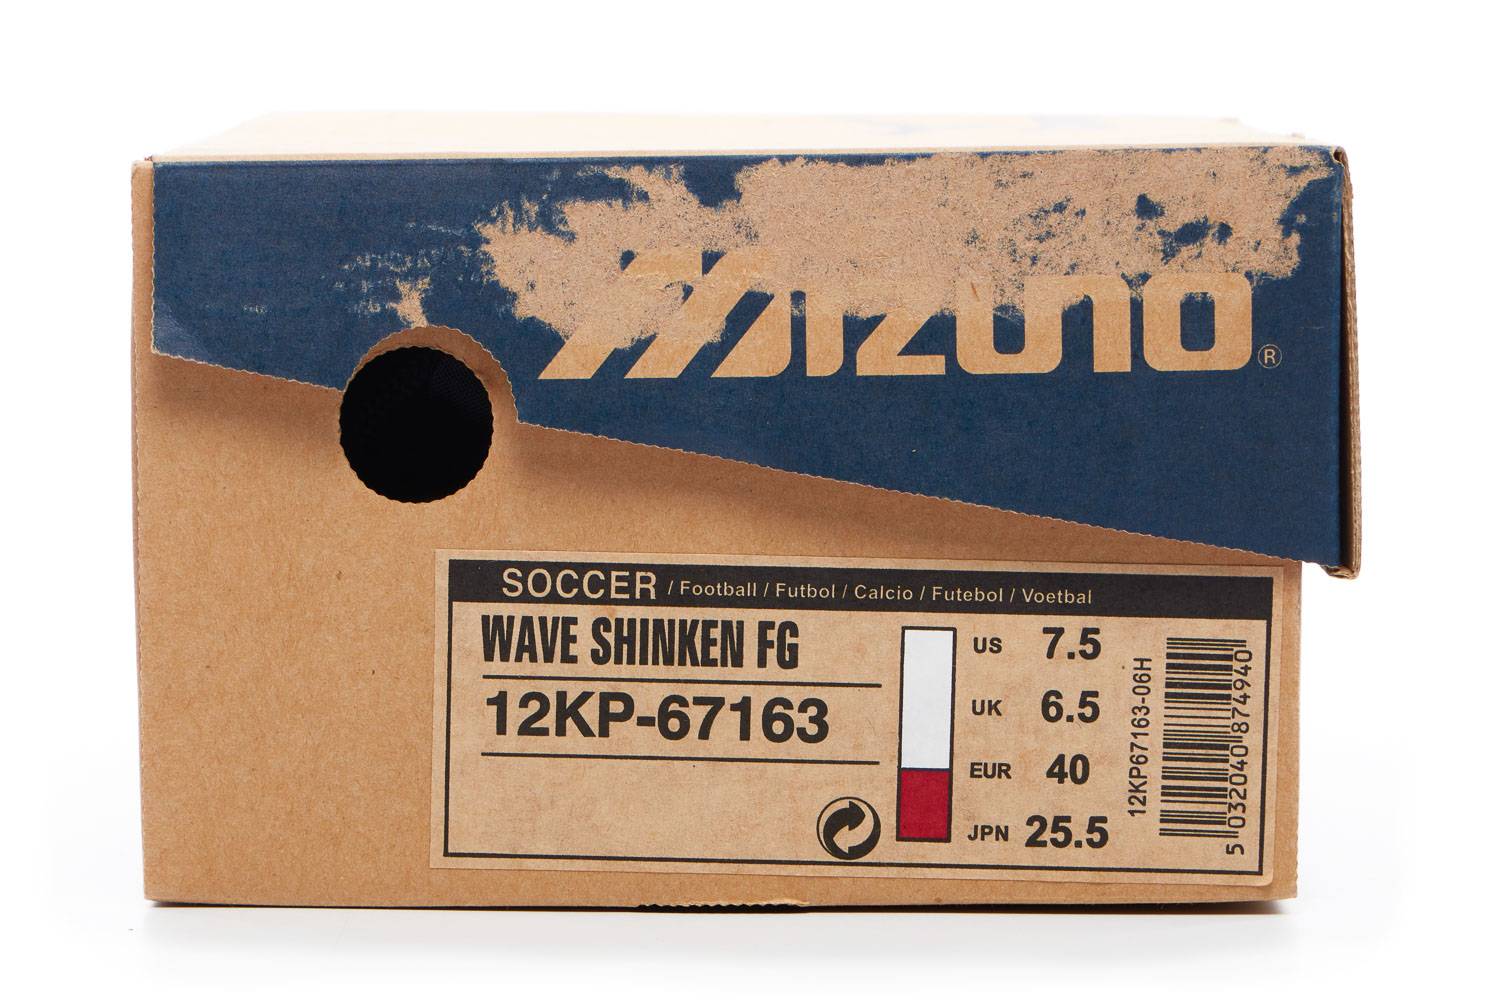 MIZUNO®
SOCCER / Football / Futbol / Calcio / Futebol / Voetbal
WAVE SHINKEN FG
12KP-67163
US 7.5
UK 6.5
EUR 40
JPN 25.5
12KP67163-06H
5 032040 874940